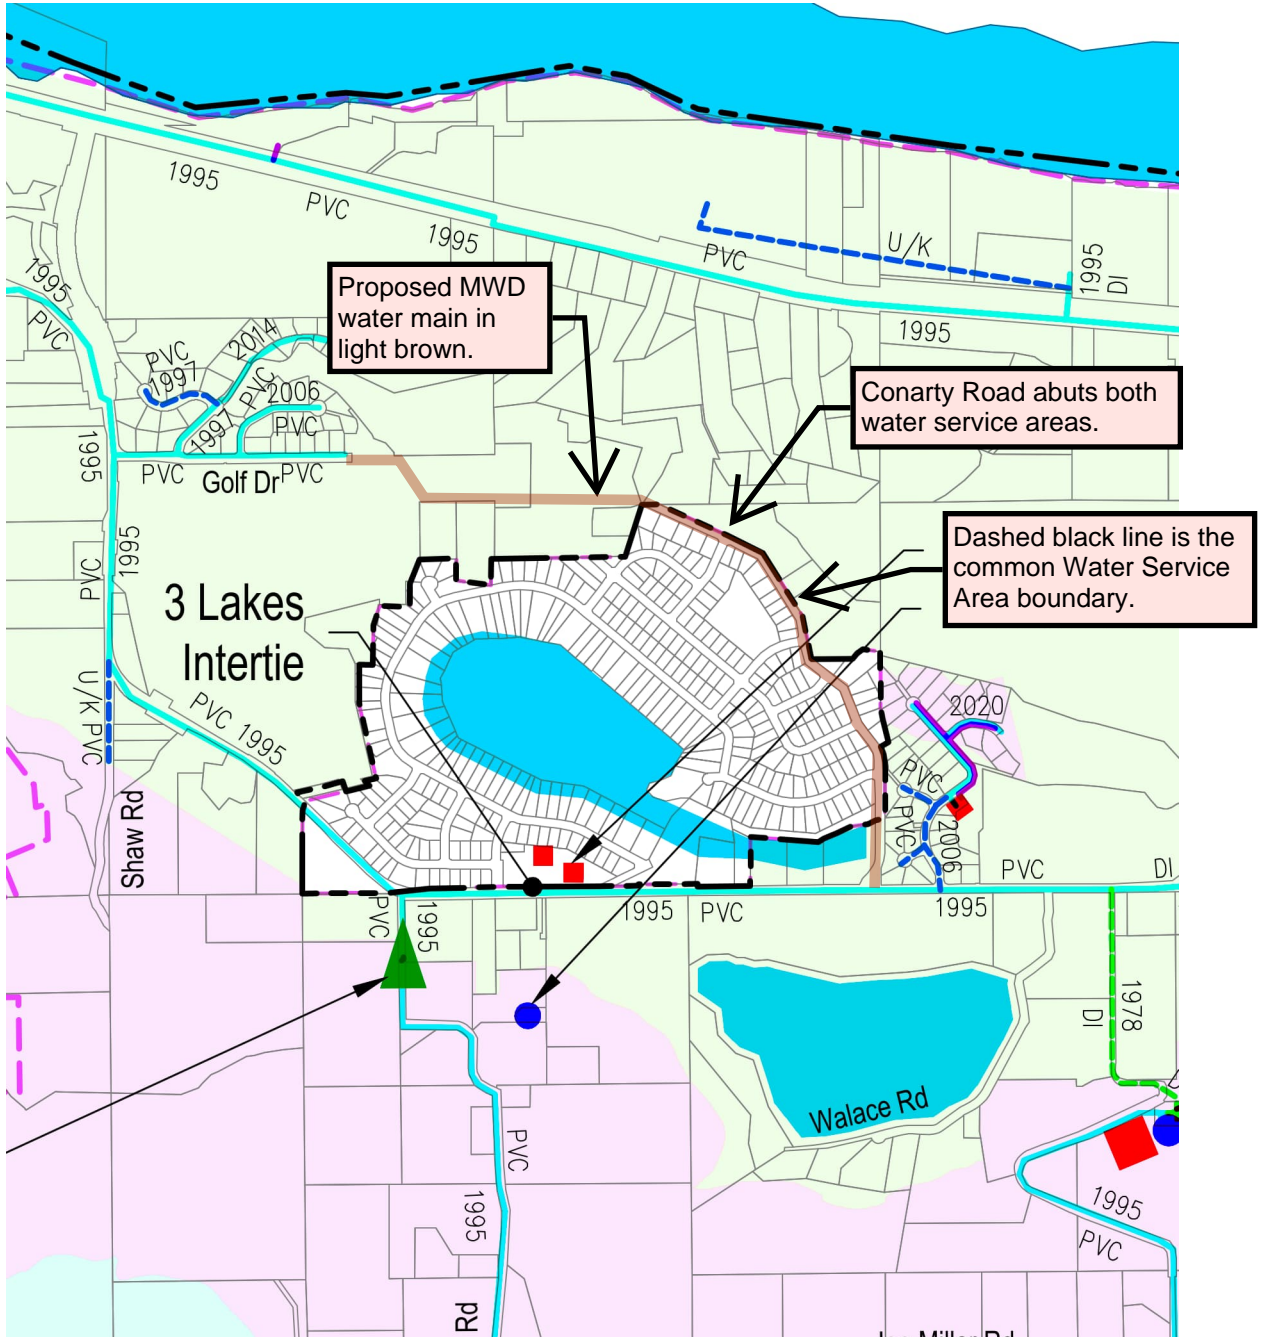 1995
PVC
1995
PVC
U/K
1995
DI
1995
Proposed MWD
water main in
light brown.
1995
PVC
PVC
1997
2014
PVC
2006
PVC
1997
Conarty Road abuts both
water service areas.
1995
PVC
Golf Dr
PVC
Dashed black line is the
common Water Service
Area boundary.
1995
PVC
3 Lakes
Intertie
U/K PVC
PVC 1995
2020
PVC
PVC
2006
Shaw Rd
PVC
DI
PVC
1995
1995
PVC
1995
1978
DI
Walace Rd
PVC
1995
1995
PVC
Rd